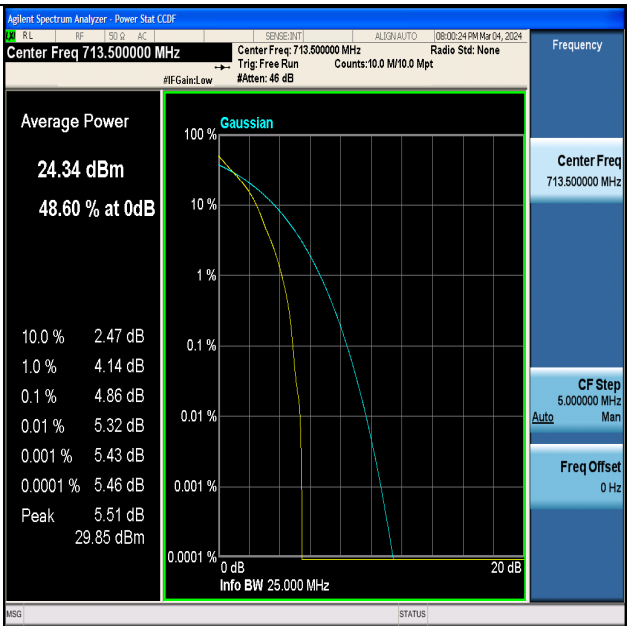 Agilent Spectrum Analyzer - Power Stat CCDF
LXI RL RF 50 Ω AC SENSE:INT ALIGN AUTO 08:00:24 PM Mar 04, 2024
Center Freq 713.500000 MHz
Center Freq: 713.500000 MHz Radio Std: None
Trig: Free Run Counts:10.0 M/10.0 Mpt
#IFGain:Low #Atten: 46 dB
Frequency
Average Power
24.34 dBm
48.60 % at 0dB
10.0 % 2.47 dB
1.0 % 4.14 dB
0.1 % 4.86 dB
0.01 % 5.32 dB
0.001 % 5.43 dB
0.0001 % 5.46 dB
Peak 5.51 dB
29.85 dBm
Gaussian
100 %
10 %
1 %
0.1 %
0.01 %
0.001 %
0.0001 %
0 dB 20 dB
Info BW 25.000 MHz
Center Freq
713.500000 MHz
CF Step
5.000000 MHz
Auto Man
Freq Offset
0 Hz
MSG STATUS